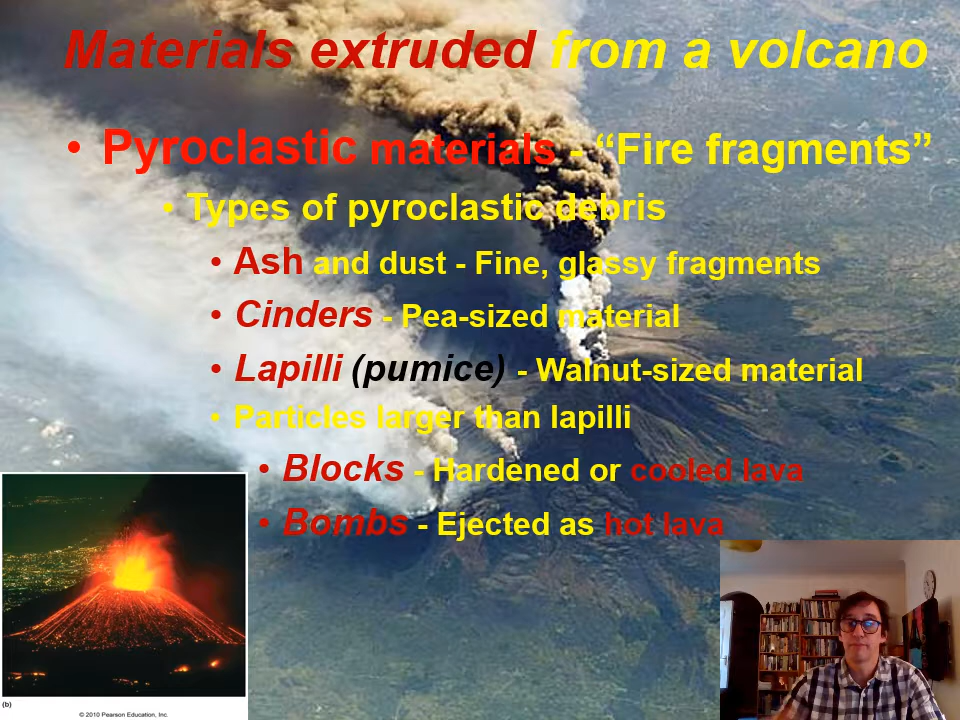 Materials extruded from a volcano
• Pyroclastic materials - “Fire fragments”
• Types of pyroclastic debris
• Ash and dust - Fine, glassy fragments
• Cinders - Pea-sized material
• Lapilli (pumice) - Walnut-sized material
• Particles larger than lapilli
• Blocks - Hardened or cooled lava
• Bombs - Ejected as hot lava
(b)
© 2010 Pearson Education, Inc.